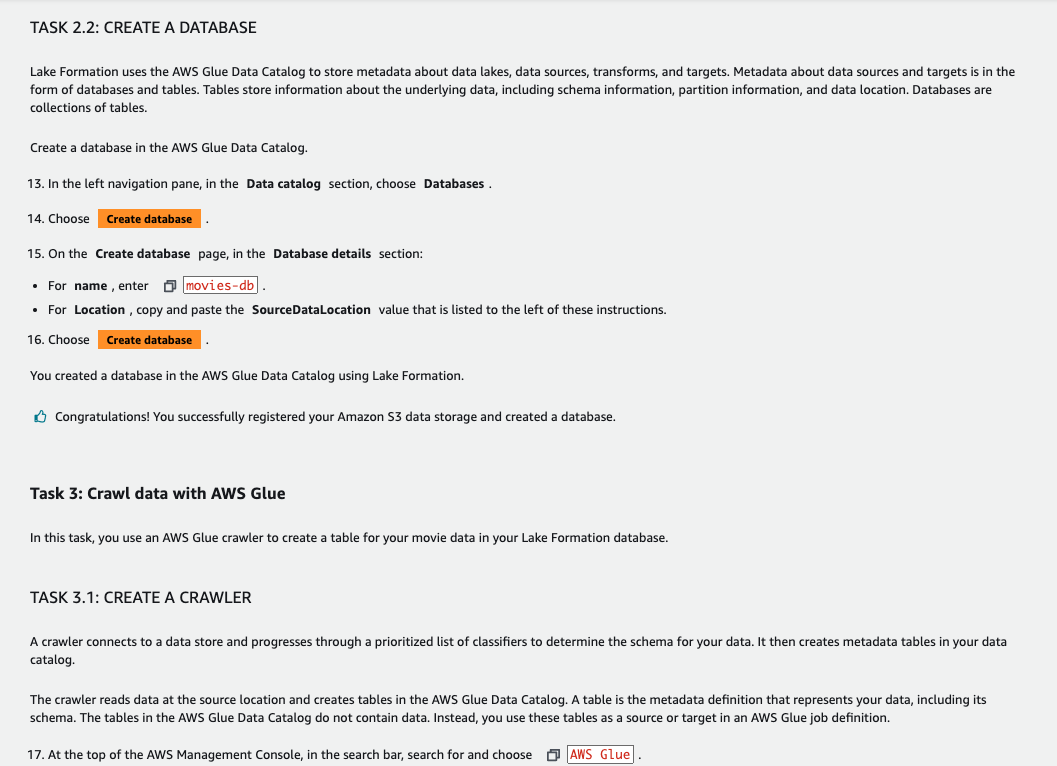 TASK 2.2: CREATE A DATABASE
Lake Formation uses the AWS Glue Data Catalog to store metadata about data lakes, data sources, transforms, and targets. Metadata about data sources and targets is in the
form of databases and tables. Tables store information about the underlying data, including schema information, partition information, and data location. Databases are
collections of tables.
Create a database in the AWS Glue Data Catalog.
13. In the left navigation pane, in the Data catalog section, choose Databases .
14. Choose Create database .
15. On the Create database page, in the Database details section:
• For name , enter movies-db .
• For Location , copy and paste the SourceDataLocation value that is listed to the left of these instructions.
16. Choose Create database .
You created a database in the AWS Glue Data Catalog using Lake Formation.
Congratulations! You successfully registered your Amazon S3 data storage and created a database.
Task 3: Crawl data with AWS Glue
In this task, you use an AWS Glue crawler to create a table for your movie data in your Lake Formation database.
TASK 3.1: CREATE A CRAWLER
A crawler connects to a data store and progresses through a prioritized list of classifiers to determine the schema for your data. It then creates metadata tables in your data
catalog.
The crawler reads data at the source location and creates tables in the AWS Glue Data Catalog. A table is the metadata definition that represents your data, including its
schema. The tables in the AWS Glue Data Catalog do not contain data. Instead, you use these tables as a source or target in an AWS Glue job definition.
17. At the top of the AWS Management Console, in the search bar, search for and choose AWS Glue .